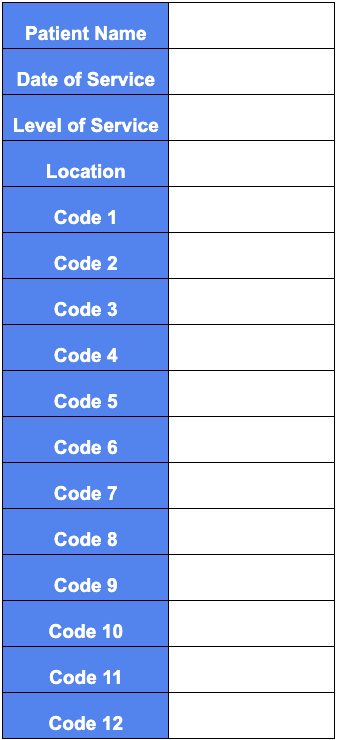 Patient Name
Date of Service
Level of Service
Location
Code 1
Code 2
Code 3
Code 4
Code 5
Code 6
Code 7
Code 8
Code 9
Code 10
Code 11
Code 12